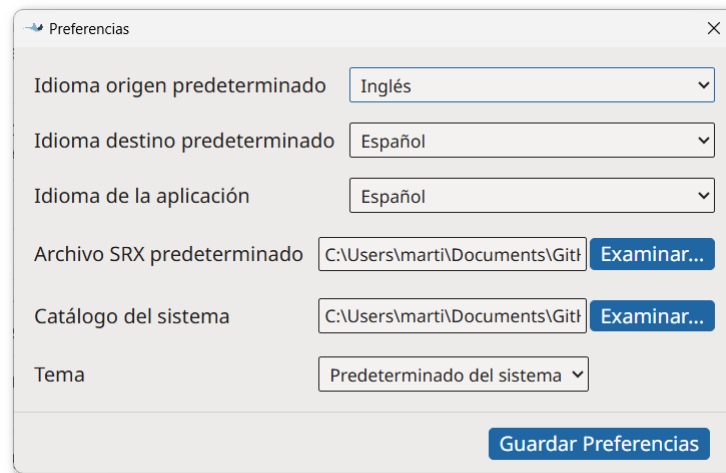 Preferencias
Idioma origen predeterminado Inglés
Idioma destino predeterminado Español
Idioma de la aplicación Español
Archivo SRX predeterminado C:\Users\marti\Documents\Git Examinar...
Catálogo del sistema C:\Users\marti\Documents\Git Examinar...
Tema Predeterminado del sistema
Guardar Preferencias